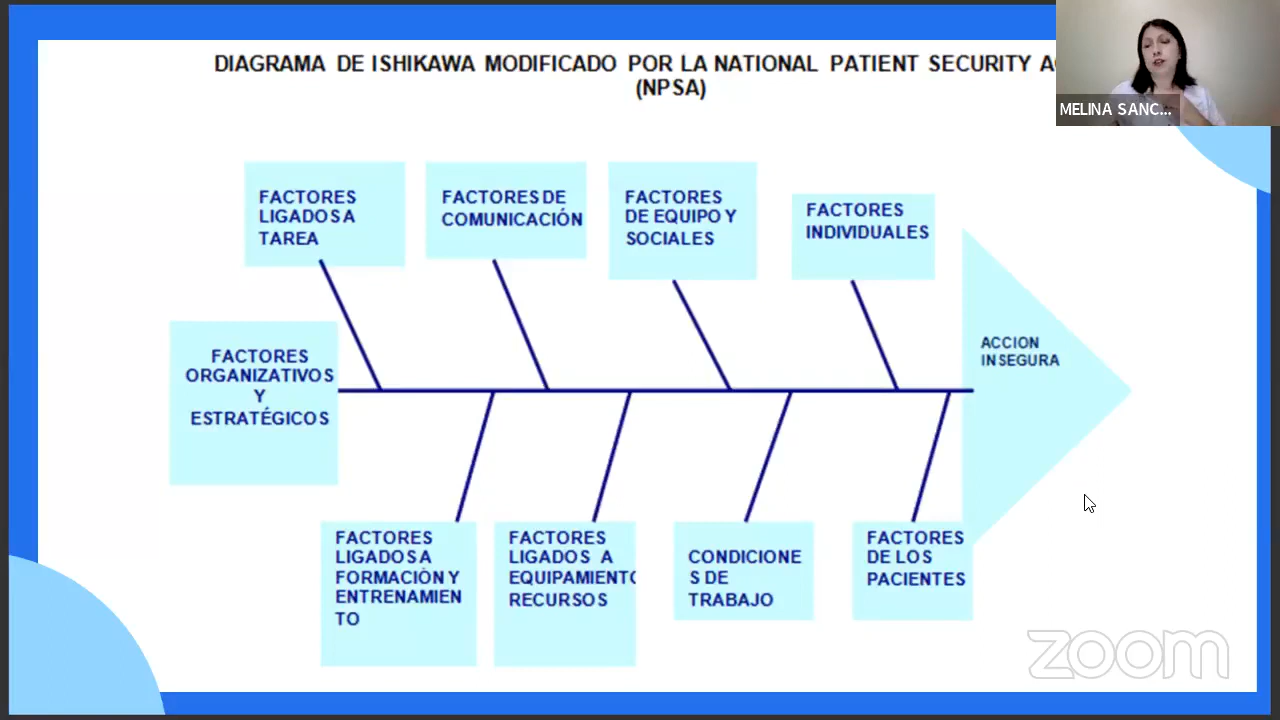 DIAGRAMA DE ISHIKAWA MODIFICADO POR LA NATIONAL PATIENT SECURITY
(NPSA)
MELINA SANC...
FACTORES
LIGADOS A
TAREA
FACTORES DE
COMUNICACIÓN
FACTORES
DE EQUIPO Y
SOCIALES
FACTORES
INDIVIDUALES
FACTORES
ORGANIZATIVOS
Y
ESTRATÉGICOS
ACCION
INSEGURA
FACTORES
LIGADOS A
FORMACIÒN Y
ENTRENAMIEN
TO
FACTORES
LIGADOS A
EQUIPAMIENTO
RECURSOS
CONDICIONE
S DE
TRABAJO
FACTORES
DE LOS
PACIENTES
zoom